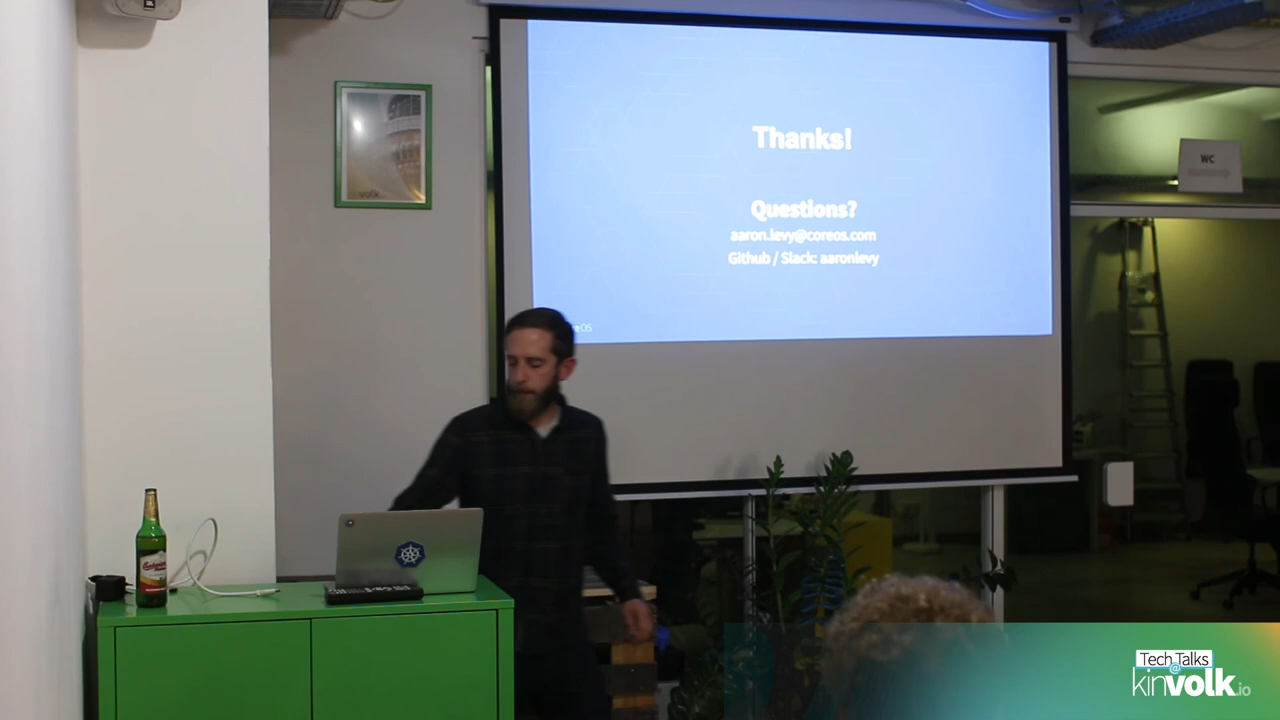 Thanks!
Questions?
aaron.levy@coreos.com
Github / Slack: aaronlevy
WC
Tech Talks
@
kinvolk.io